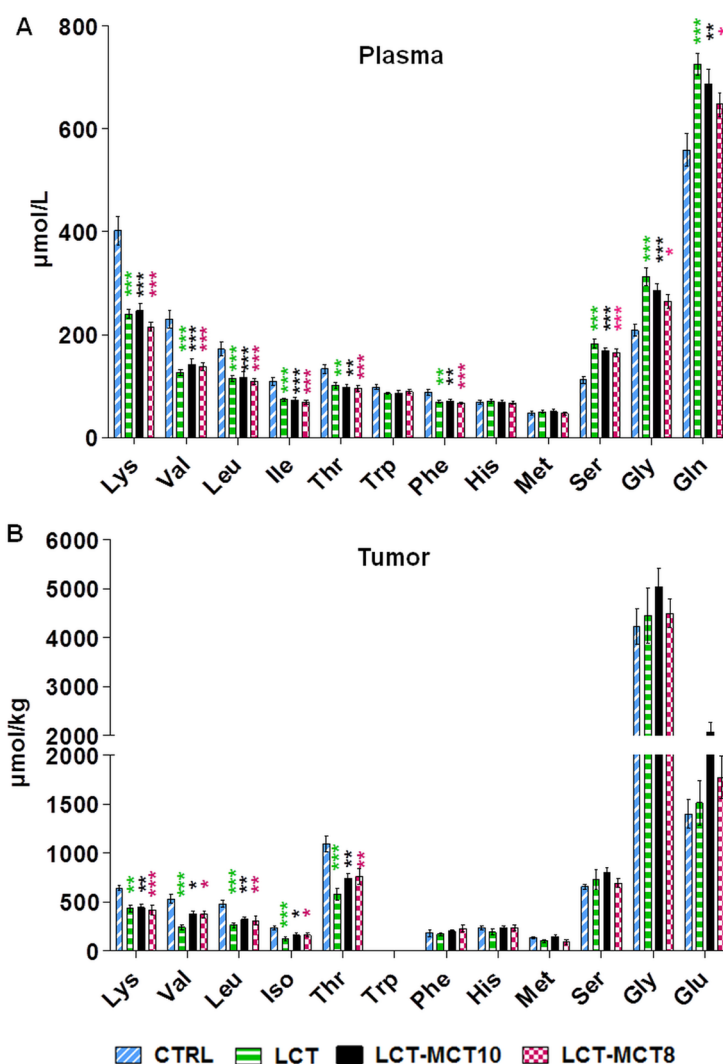 A
Plasma
800
600
400
200
0
µmol/L
*** *** ***
*** *** ***
*** *** ***
*** *** ***
** ** ***
** ** ***
*** *** ***
*** *** *
*** ** *
Lys Val Leu Ile Thr Trp Phe His Met Ser Gly Gln
B
Tumor
6000
5000
4000
3000
2000
2000
1500
1000
500
0
µmol/kg
** ** ***
*** * *
*** ** **
*** * *
*** ** **
Lys Val Leu Iso Thr Trp Phe His Met Ser Gly Glu
CTRL LCT LCT-MCT10 LCT-MCT8